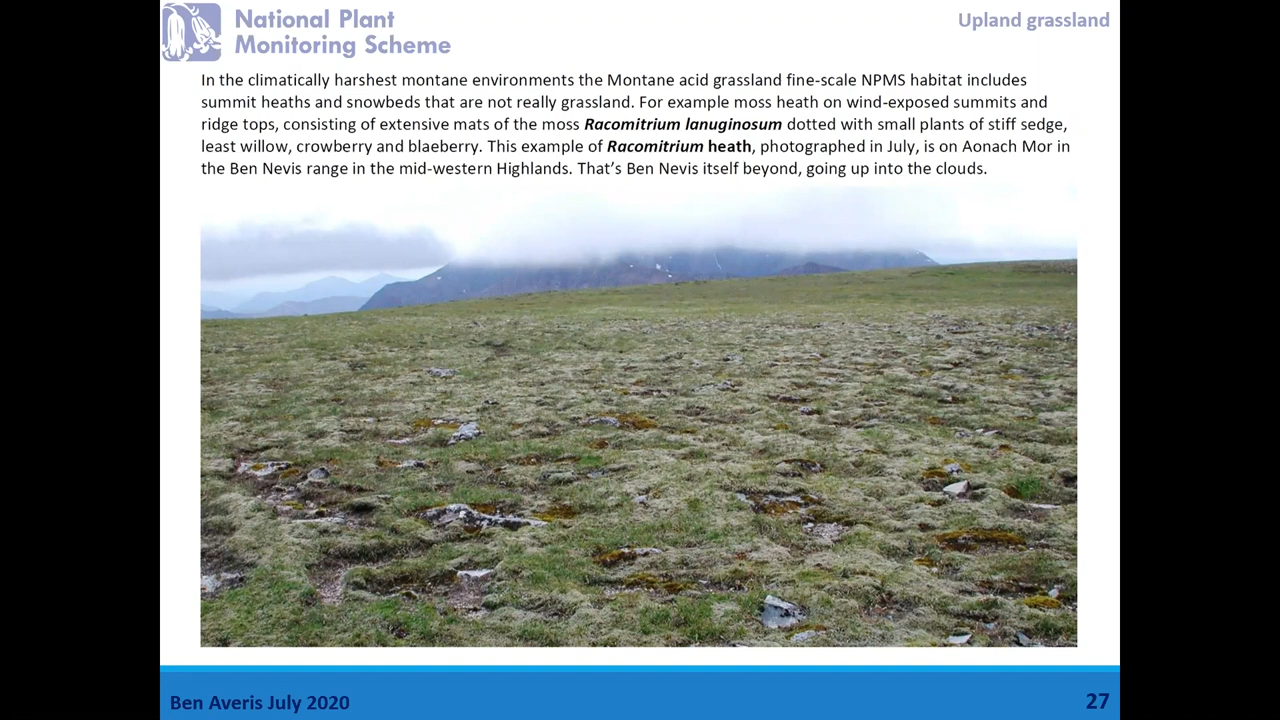 National Plant
Monitoring Scheme
Upland grassland
In the climatically harshest montane environments the Montane acid grassland fine-scale NPMS habitat includes
summit heaths and snowbeds that are not really grassland. For example moss heath on wind-exposed summits and
ridge tops, consisting of extensive mats of the moss Racomitrium lanuginosum dotted with small plants of stiff sedge,
least willow, crowberry and blaeberry. This example of Racomitrium heath, photographed in July, is on Aonach Mor in
the Ben Nevis range in the mid-western Highlands. That's Ben Nevis itself beyond, going up into the clouds.
Ben Averis July 2020
27